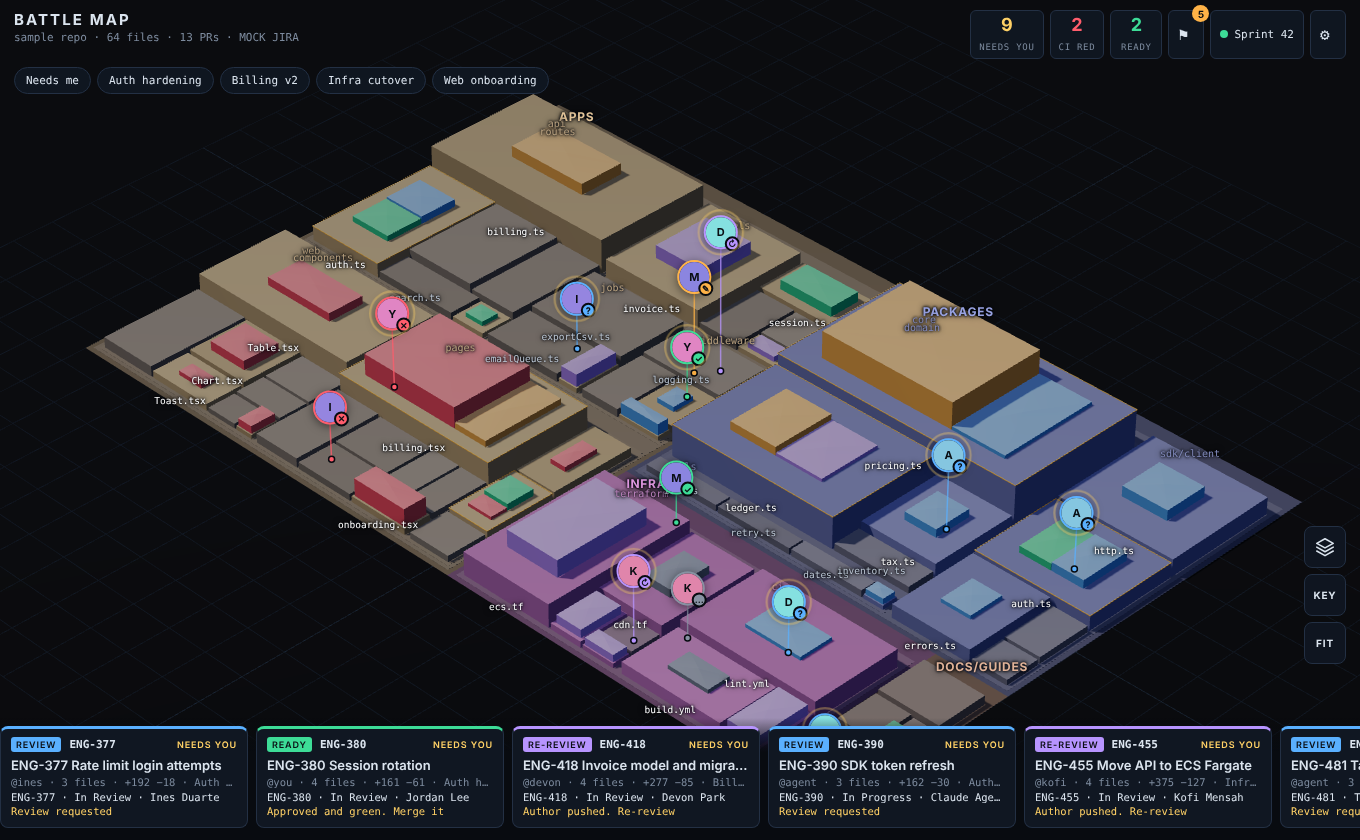 BATTLE MAP
sample repo · 64 files · 13 PRs · MOCK JIRA
9
NEEDS YOU
2
CI RED
2
READY
5
Sprint 42
Needs me
Auth hardening
Billing v2
Infra cutover
Web onboarding
APPS
api
routes
billing.ts
D
web
components
auth.ts
M
jobs
I
?
invoice.ts
Y
session.ts
PACKAGES
core
domain
exportCsv.ts
Y
pages
emailQueue.ts
Table.tsx
logging.ts
Chart.tsx
Toast.tsx
I
billing.tsx
A
?
pricing.ts
sdk/client
INFRA
terraform
M
ledger.ts
onboarding.tsx
A
?
retry.ts
http.ts
tax.ts
inventory.ts
dates.ts
K
K
D
?
auth.ts
ecs.tf
cdn.tf
errors.ts
DOCS/GUIDES
lint.yml
build.yml
KEY
FIT
REVIEW ENG-377 NEEDS YOU
ENG-377 Rate limit login attempts
@ines · 3 files · +192 −18 · Auth …
ENG-377 · In Review · Ines Duarte
Review requested
READY ENG-380 NEEDS YOU
ENG-380 Session rotation
@you · 4 files · +161 −61 · Auth h…
ENG-380 · In Review · Jordan Lee
Approved and green. Merge it
RE-REVIEW ENG-418 NEEDS YOU
ENG-418 Invoice model and migra…
@devon · 4 files · +277 −85 · Bill…
ENG-418 · In Review · Devon Park
Author pushed. Re-review
REVIEW ENG-390 NEEDS YOU
ENG-390 SDK token refresh
@agent · 3 files · +162 −30 · Auth…
ENG-390 · In Progress · Claude Age…
Review requested
RE-REVIEW ENG-455 NEEDS YOU
ENG-455 Move API to ECS Fargate
@kofi · 4 files · +375 −127 · Infr…
ENG-455 · In Review · Kofi Mensah
Author pushed. Re-review
REVIEW
ENG-481
@agent · 3
ENG-481 ·
Review